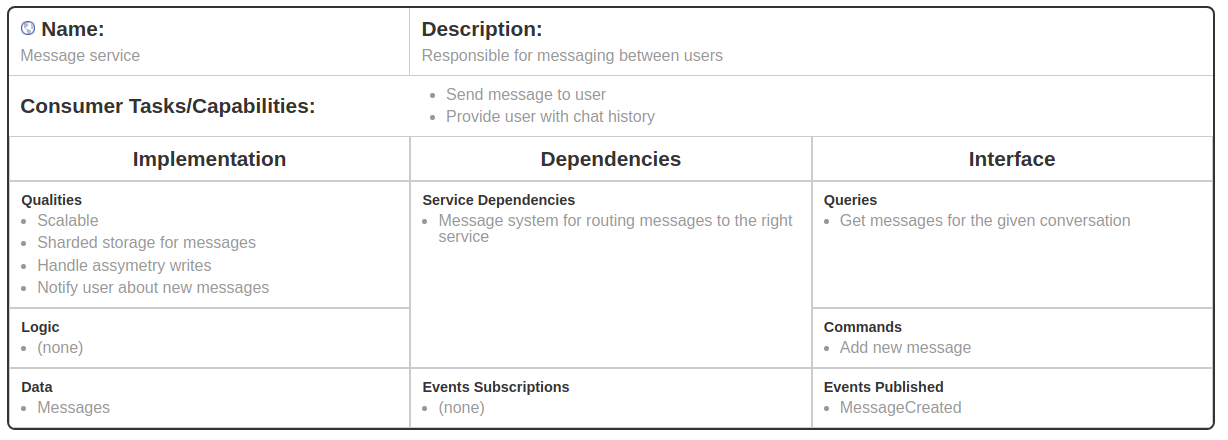 Name:
Message service
Description:
Responsible for messaging between users
Consumer Tasks/Capabilities:
Send message to user
Provide user with chat history
Implementation
Dependencies
Interface
Qualities
Scalable
Sharded storage for messages
Handle assymetry writes
Notify user about new messages
Service Dependencies
Message system for routing messages to the right
service
Queries
Get messages for the given conversation
Logic
(none)
Commands
Add new message
Data
Messages
Events Subscriptions
(none)
Events Published
MessageCreated